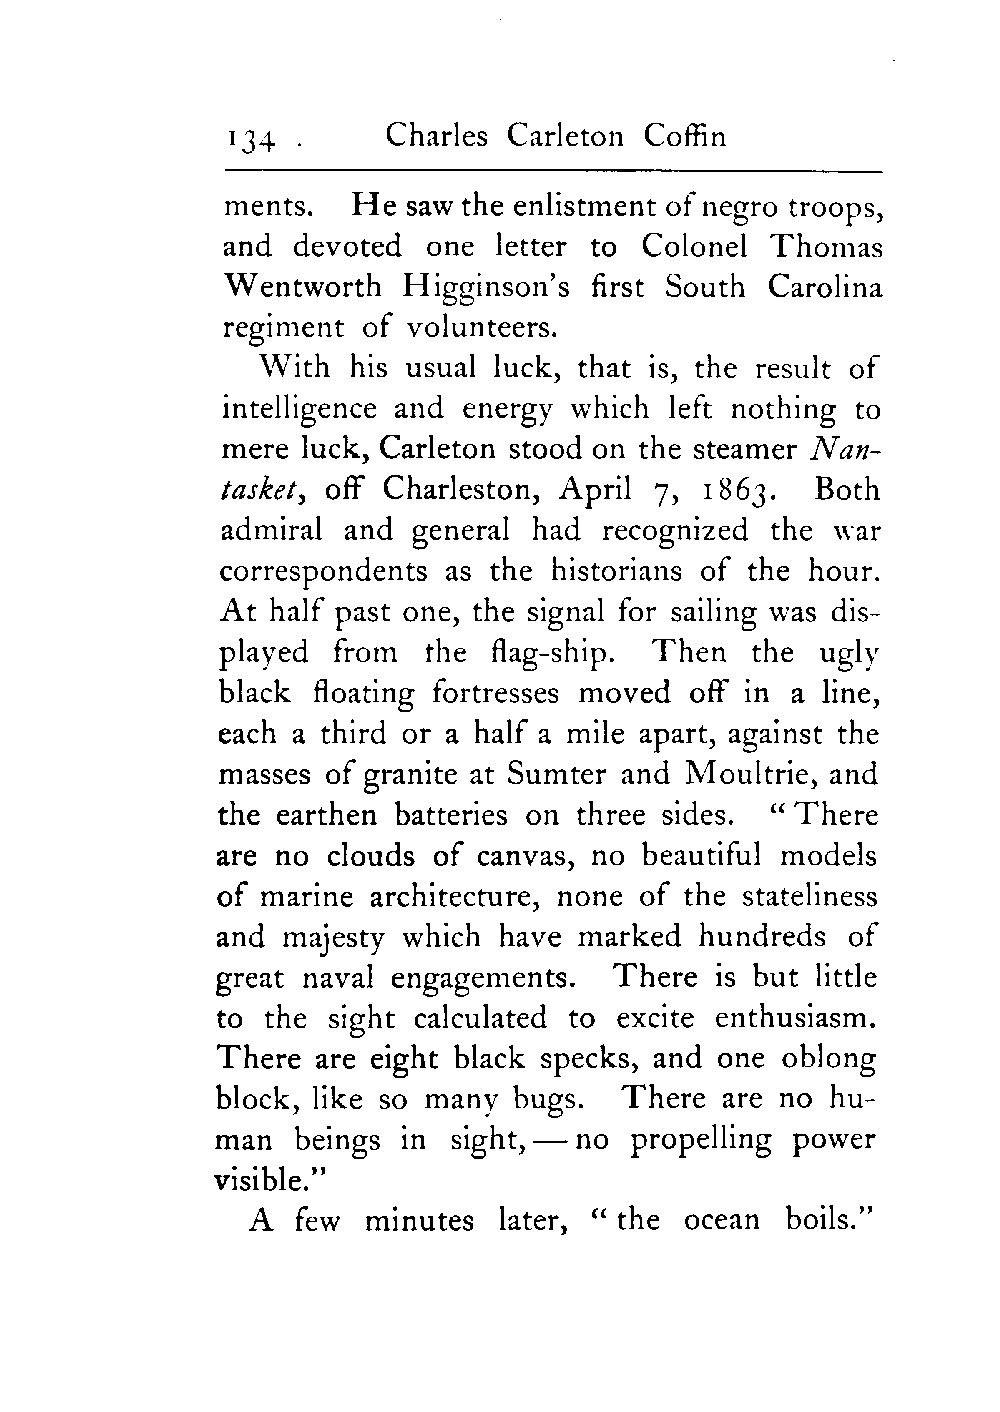 134 . Charles Carleton Coffin
ments. He saw the enlistment of negro troops,
and devoted one letter to Colonel Thomas
Wentworth Higginson's first South Carolina
regiment of volunteers.
With his usual luck, that is, the result of
intelligence and energy which left nothing to
mere luck, Carleton stood on the steamer Nan-
tasket, off Charleston, April 7, 1863. Both
admiral and general had recognized the war
correspondents as the historians of the hour.
At half past one, the signal for sailing was dis-
played from the flag-ship. Then the ugly
black floating fortresses moved off in a line,
each a third or a half a mile apart, against the
masses of granite at Sumter and Moultrie, and
the earthen batteries on three sides. “There
are no clouds of canvas, no beautiful models
of marine architecture, none of the stateliness
and majesty which have marked hundreds of
great naval engagements. There is but little
to the sight calculated to excite enthusiasm.
There are eight black specks, and one oblong
block, like so many bugs. There are no hu-
man beings in sight, — no propelling power
visible.”
A few minutes later, “the ocean boils.”